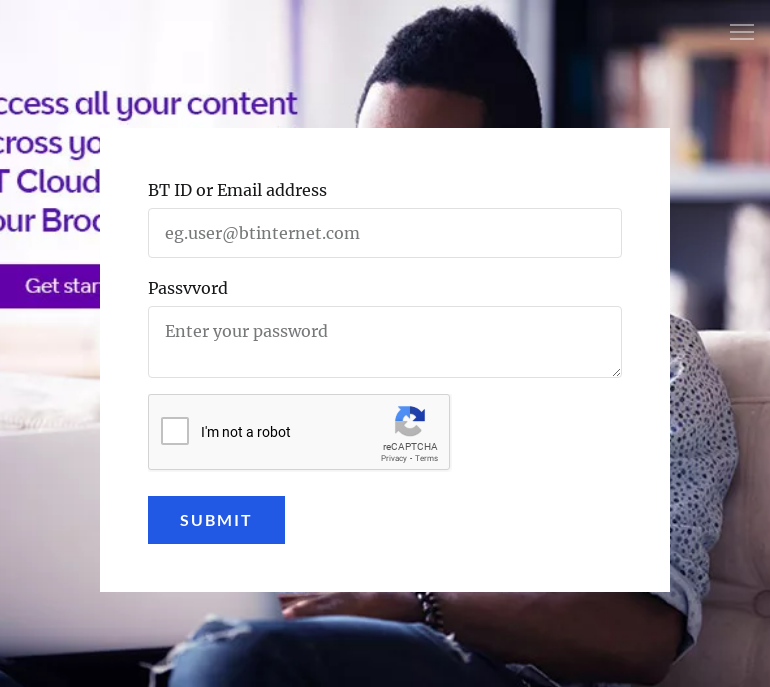 ccess all your content
cross yo
T Cloud
our Broo
Get star
BT ID or Email address
eg.user@btinternet.com
Passvvord
Enter your password
I'm not a robot
reCAPTCHA
Privacy - Terms
SUBMIT